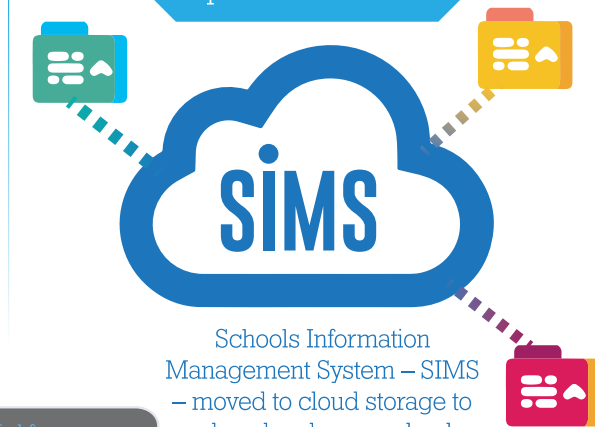 SiMS
Schools Information
Management System – SIMS
– moved to cloud storage to